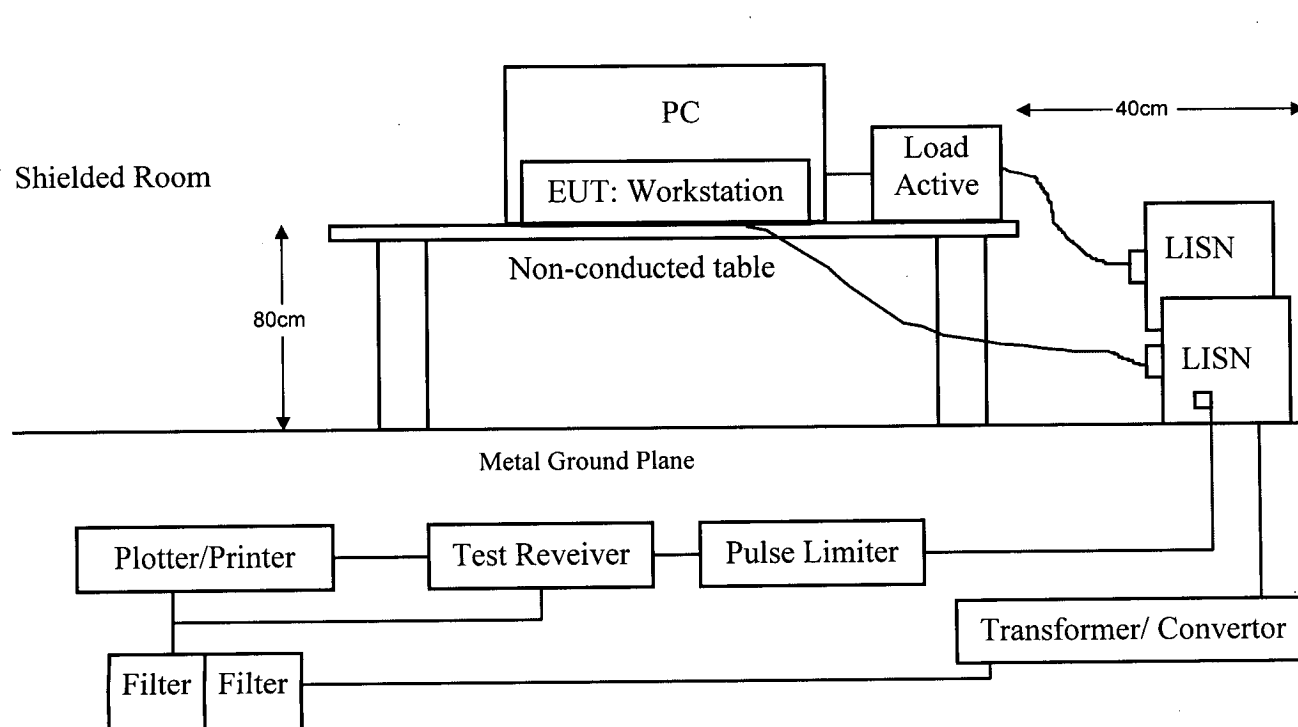 PC
40cm
Load
Active
Shielded Room
EUT: Workstation
LISN
Non-conducted table
80cm
LISN
Metal Ground Plane
Plotter/Printer
Test Reveiver
Pulse Limiter
Transformer/ Convertor
Filter
Filter